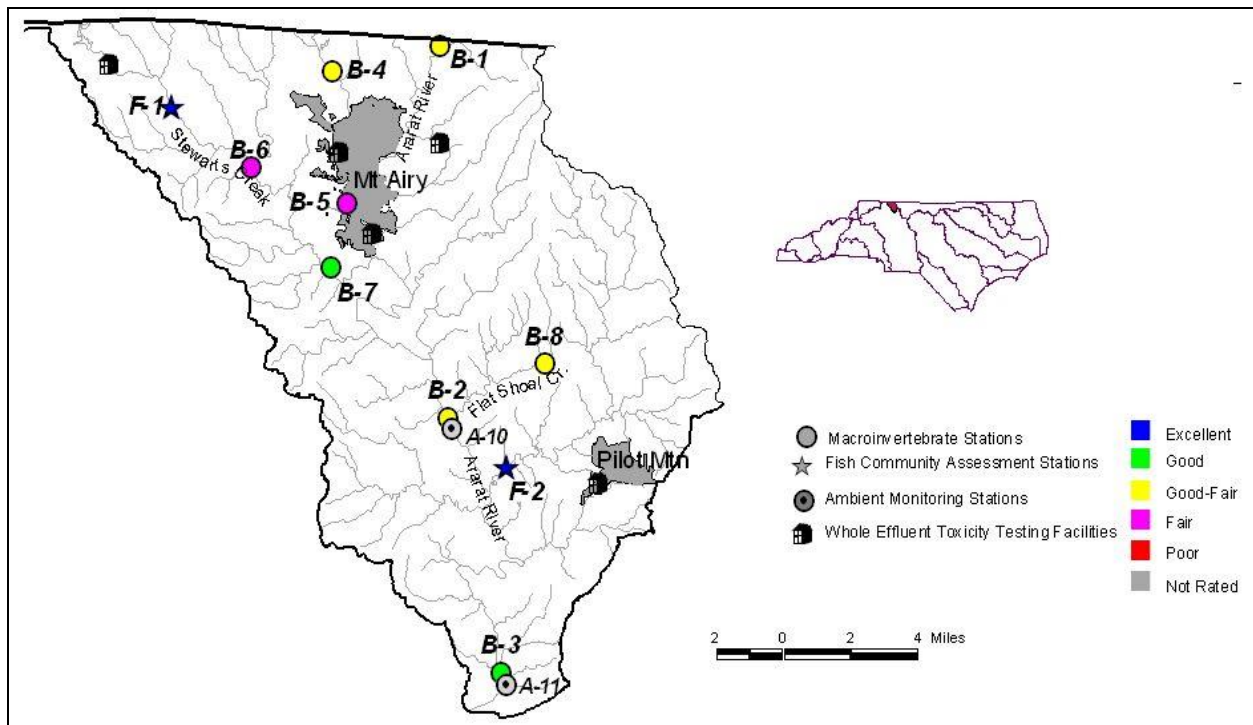 B-1
B-4
F-1
Ararat River
B-6
Stewarts Creak
Mt Airy
B-5
B-7
B-8
B-2
Flat Shoal Cr.
A-10
Pilot Mtn
F-2
Ararat River
B-3
A-11
Macroinvertebrate Stations
Fish Community Assessment Stations
Ambient Monitoring Stations
Whole Effluent Toxicity Testing Facilities
Excellent
Good
Good-Fair
Fair
Poor
Not Rated
2 0 2 4 Miles